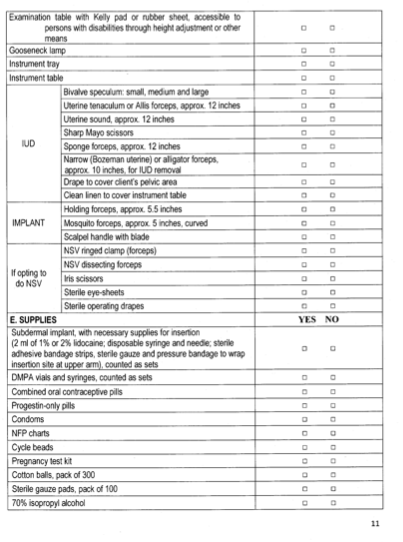 Examination table with Kelly pad or rubber sheet, accessible to
persons with disabilities through height adjustment or other
means
Gooseneck lamp
Instrument tray
Instrument table
IUD
Bivalve speculum: small, medium and large
Uterine tenaculum or Allis forceps, approx. 12 inches
Uterine sound, approx. 12 inches
Sharp Mayo scissors
Sponge forceps, approx. 12 inches
Narrow (Bozeman uterine) or alligator forceps,
approx. 10 inches, for IUD removal
Drape to cover client's pelvic area
Clean linen to cover instrument table
IMPLANT
Holding forceps, approx. 5.5 inches
Mosquito forceps, approx. 5 inches, curved
Scalpel handle with blade
If opting to
do NSV
NSV ringed clamp (forceps)
NSV dissecting forceps
Iris scissors
Sterile eye-sheets
Sterile operating drapes
E. SUPPLIES YES NO
Subdermal implant, with necessary supplies for insertion
(2 ml of 1% or 2% lidocaine; disposable syringe and needle; sterile
adhesive bandage strips, sterile gauze and pressure bandage to wrap
insertion site at upper arm), counted as sets
DMPA vials and syringes, counted as sets
Combined oral contraceptive pills
Progestin-only pills
Condoms
NFP charts
Cycle beads
Pregnancy test kit
Cotton balls, pack of 300
Sterile gauze pads, pack of 100
70% isopropyl alcohol
11